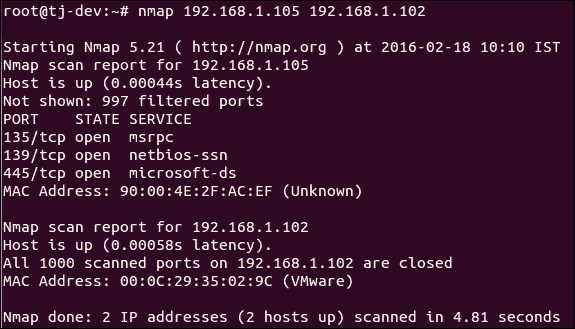 root@tj-dev:~# nmap 192.168.1.105 192.168.1.102
Starting Nmap 5.21 ( http://nmap.org ) at 2016-02-18 10:10 IST
Nmap scan report for 192.168.1.105
Host is up (0.00044s latency).
Not shown: 997 filtered ports
PORT    STATE SERVICE
135/tcp open  msrpc
139/tcp open  netbios-ssn
445/tcp open  microsoft-ds
MAC Address: 90:00:4E:2F:AC:EF (Unknown)
Nmap scan report for 192.168.1.102
Host is up (0.00058s latency).
All 1000 scanned ports on 192.168.1.102 are closed
MAC Address: 00:0C:29:35:02:9C (VMware)
Nmap done: 2 IP addresses (2 hosts up) scanned in 4.81 seconds